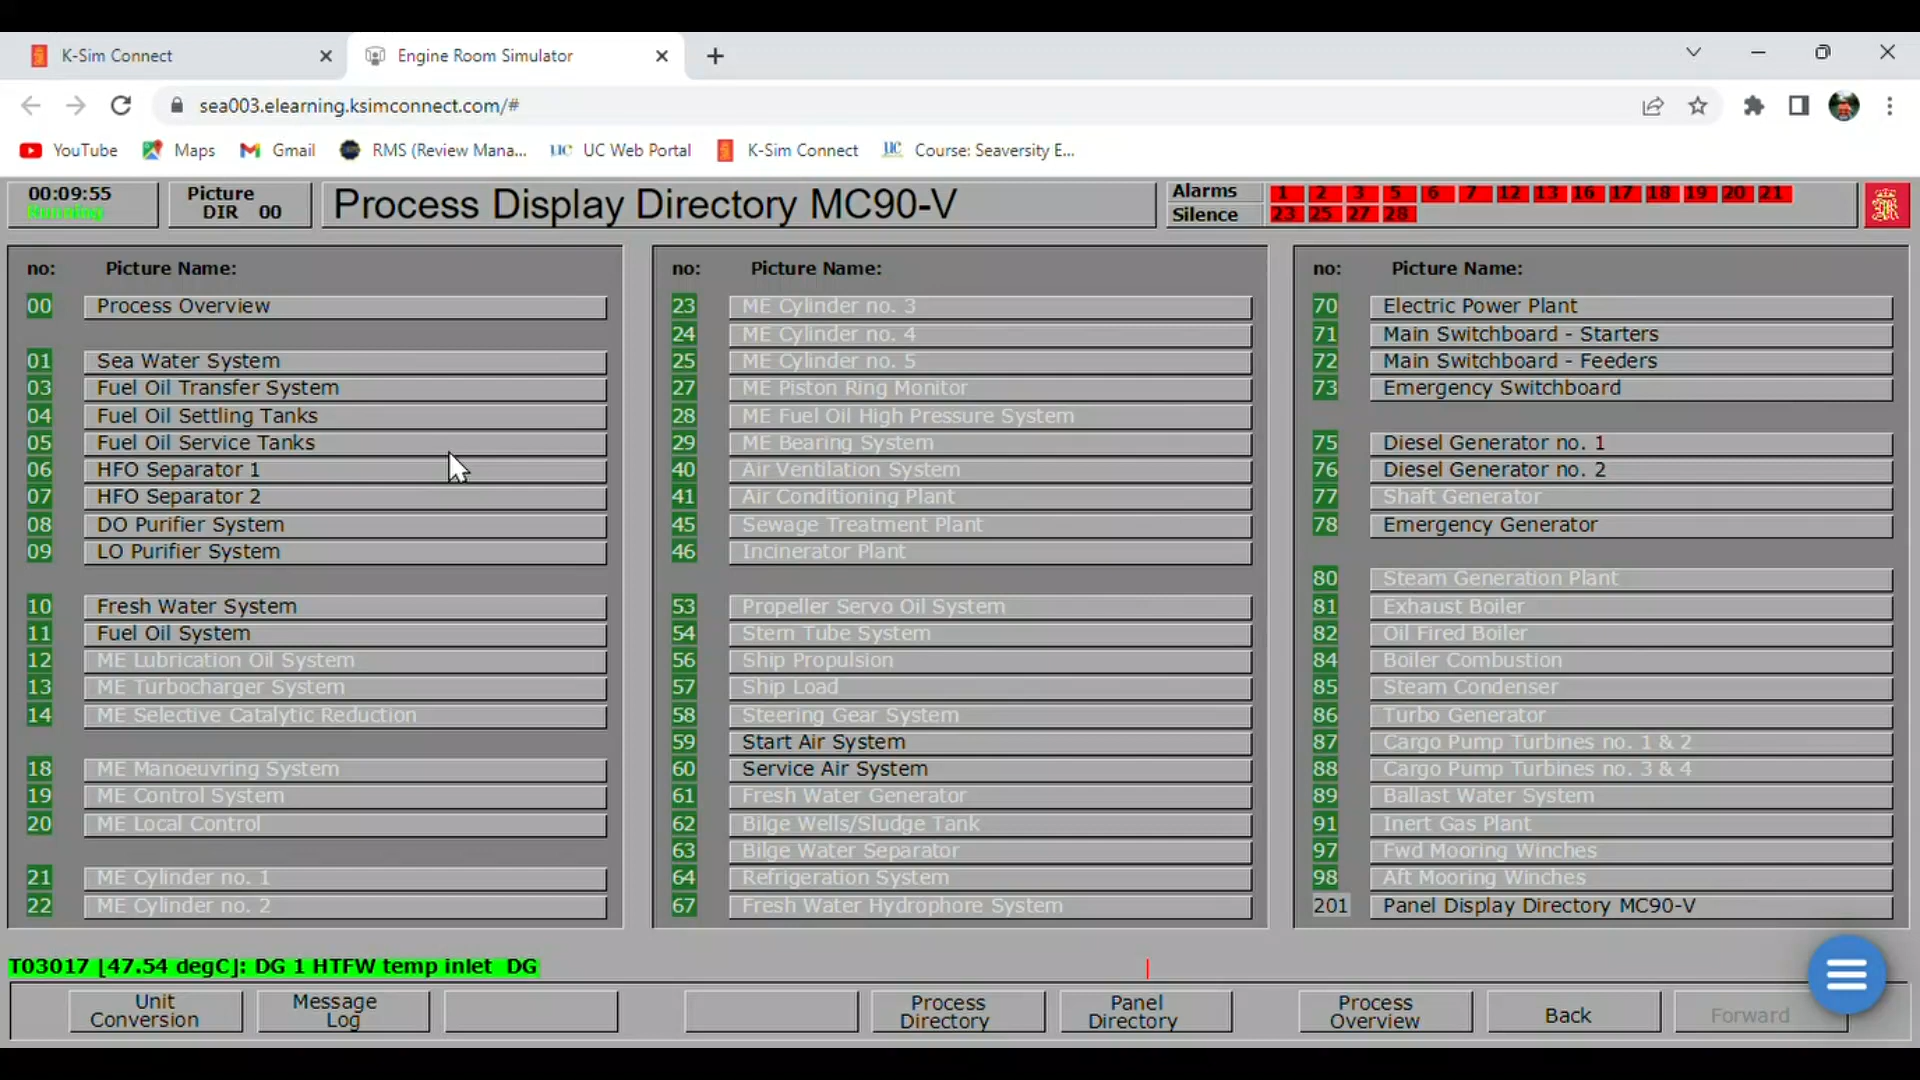 K-Sim Connect
Engine Room Simulator
sea003.elearning.ksimconnect.com/#
YouTube Maps Gmail RMS (Review Mana... UC UC Web Portal K-Sim Connect UC Course: Seaversity E...
00:09:55
Running
Picture
DIR 00
Process Display Directory MC90-V
Alarms 1 2 3 5 6 7 12 13 16 17 18 19 20 21
Silence 23 25 27 28
no: Picture Name:
00 Process Overview
01 Sea Water System
03 Fuel Oil Transfer System
04 Fuel Oil Settling Tanks
05 Fuel Oil Service Tanks
06 HFO Separator 1
07 HFO Separator 2
08 DO Purifier System
09 LO Purifier System
10 Fresh Water System
11 Fuel Oil System
12 ME Lubrication Oil System
13 ME Turbocharger System
14 ME Selective Catalytic Reduction
18 ME Manoeuvring System
19 ME Control System
20 ME Local Control
21 ME Cylinder no. 1
22 ME Cylinder no. 2
no: Picture Name:
23 ME Cylinder no. 3
24 ME Cylinder no. 4
25 ME Cylinder no. 5
27 ME Piston Ring Monitor
28 ME Fuel Oil High Pressure System
29 ME Bearing System
40 Air Ventilation System
41 Air Conditioning Plant
45 Sewage Treatment Plant
46 Incinerator Plant
53 Propeller Servo Oil System
54 Stern Tube System
56 Ship Propulsion
57 Ship Load
58 Steering Gear System
59 Start Air System
60 Service Air System
61 Fresh Water Generator
62 Bilge Wells/Sludge Tank
63 Bilge Water Separator
64 Refrigeration System
67 Fresh Water Hydrophore System
no: Picture Name:
70 Electric Power Plant
71 Main Switchboard - Starters
72 Main Switchboard - Feeders
73 Emergency Switchboard
75 Diesel Generator no. 1
76 Diesel Generator no. 2
77 Shaft Generator
78 Emergency Generator
80 Steam Generation Plant
81 Exhaust Boiler
82 Oil Fired Boiler
84 Boiler Combustion
85 Steam Condenser
86 Turbo Generator
87 Cargo Pump Turbines no. 1 & 2
88 Cargo Pump Turbines no. 3 & 4
89 Ballast Water System
91 Inert Gas Plant
97 Fwd Mooring Winches
98 Aft Mooring Winches
201 Panel Display Directory MC90-V
T03017 [47.54 degC]: DG 1 HTFW temp inlet DG
Unit
Conversion
Message
Log
Process
Directory
Panel
Directory
Process
Overview
Back
Forward